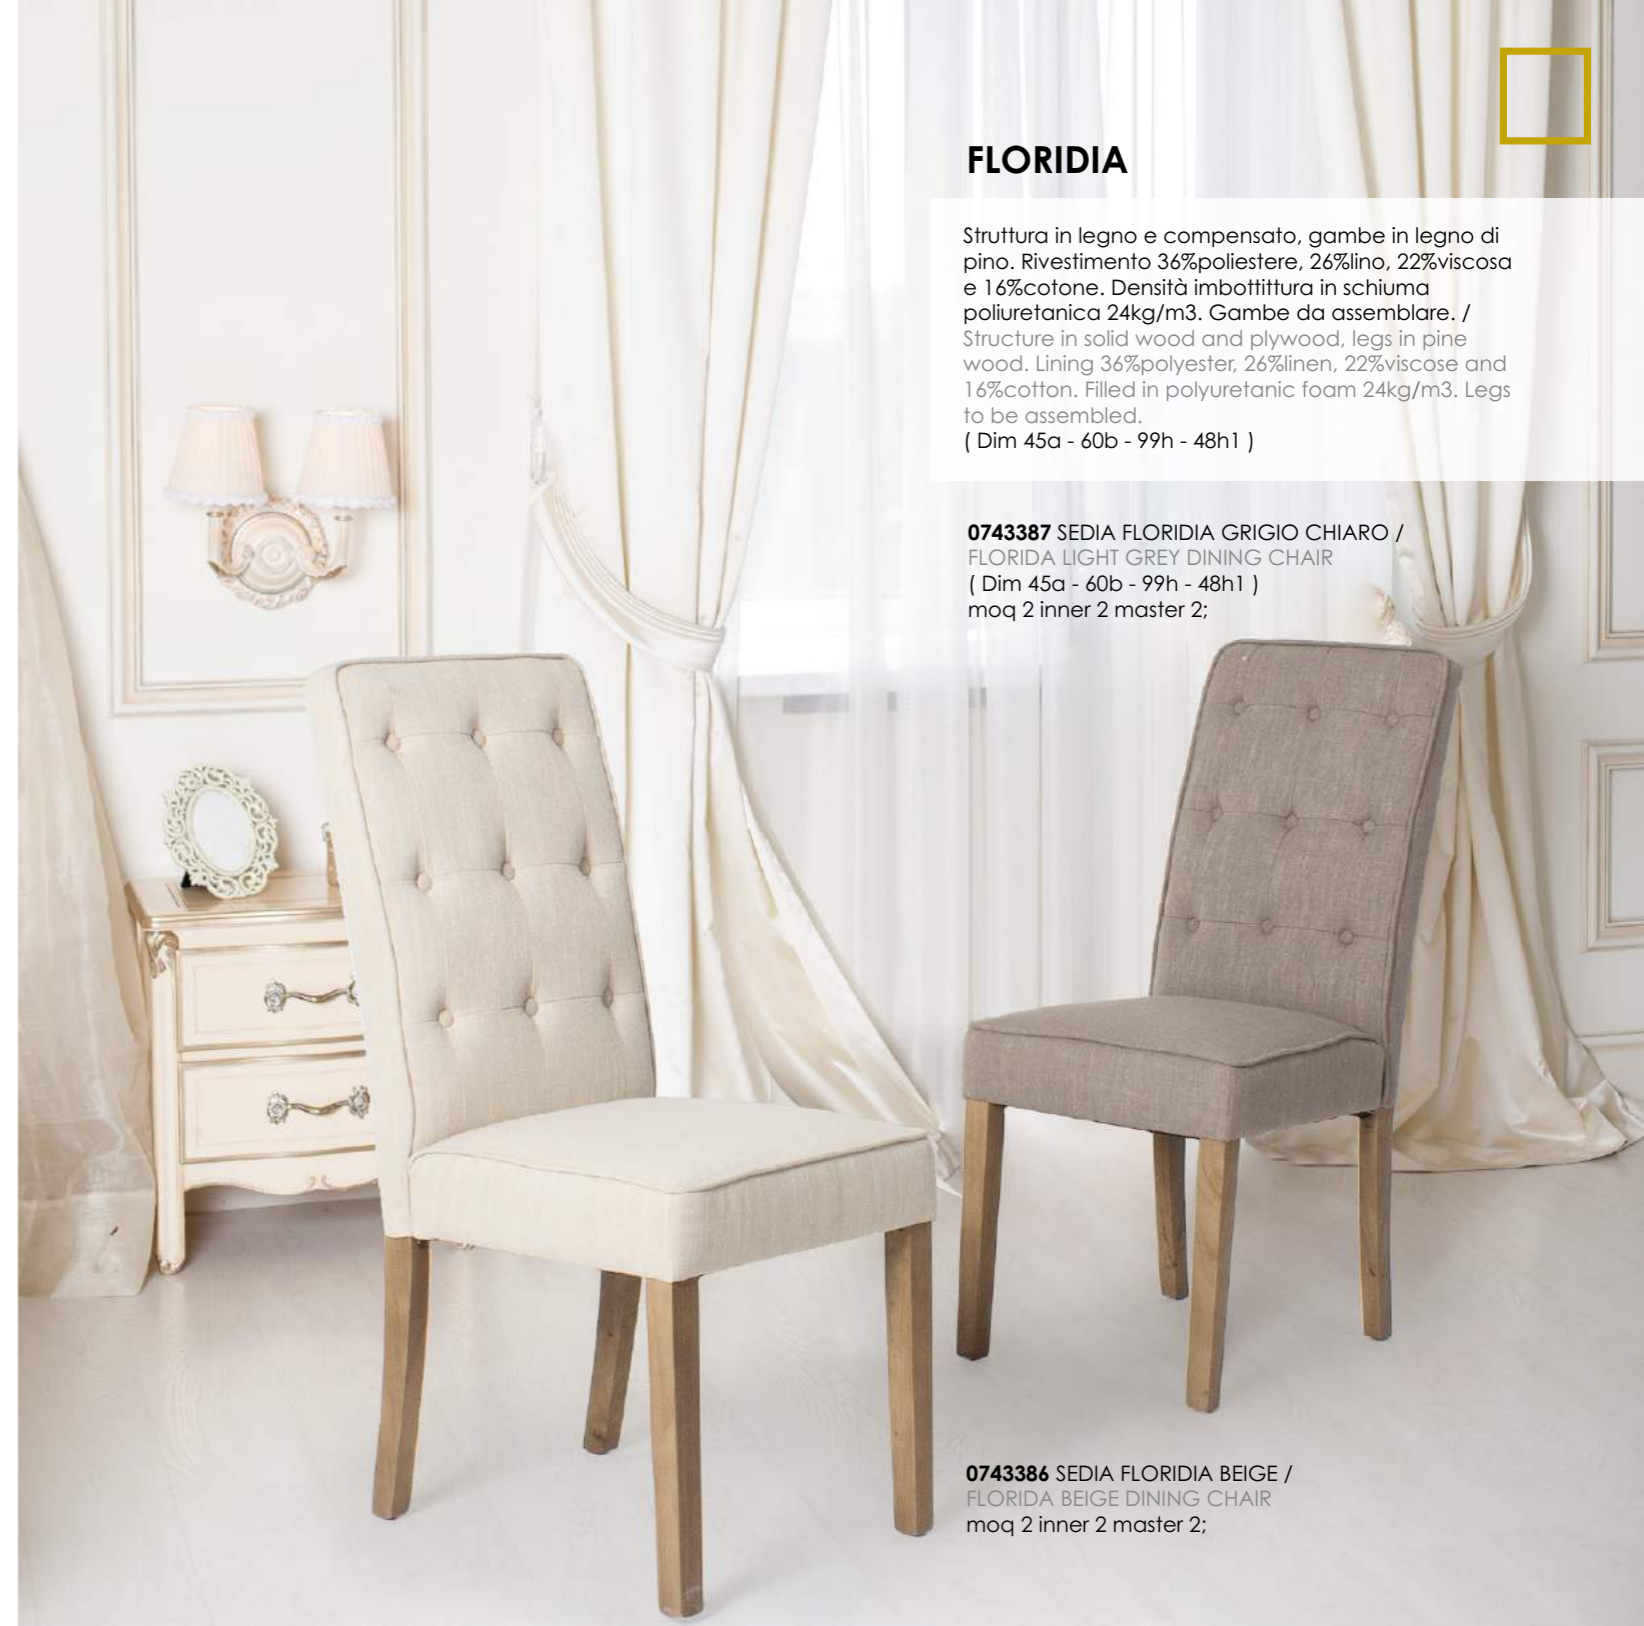 FLORIDIA
Struttura in legno e compensato, gambe in legno di
pino. Rivestimento 36%poliestere, 26%lino, 22%viscosa
e 16%cotone. Densità imbottittura in schiuma
poliuretanica 24kg/m3. Gambe da assemblare. /
Structure in solid wood and plywood, legs in pine
wood. Lining 36%polyester, 26%linen, 22%viscose and
16%cotton. Filled in polyuretanic foam 24kg/m3. Legs
to be assembled.
( Dim 45a - 60b - 99h - 48h1 )
0743387 SEDIA FLORIDIA GRIGIO CHIARO /
FLORIDA LIGHT GREY DINING CHAIR
( Dim 45a - 60b - 99h - 48h1 )
moq 2 inner 2 master 2;
0743386 SEDIA FLORIDIA BEIGE /
FLORIDA BEIGE DINING CHAIR
moq 2 inner 2 master 2;